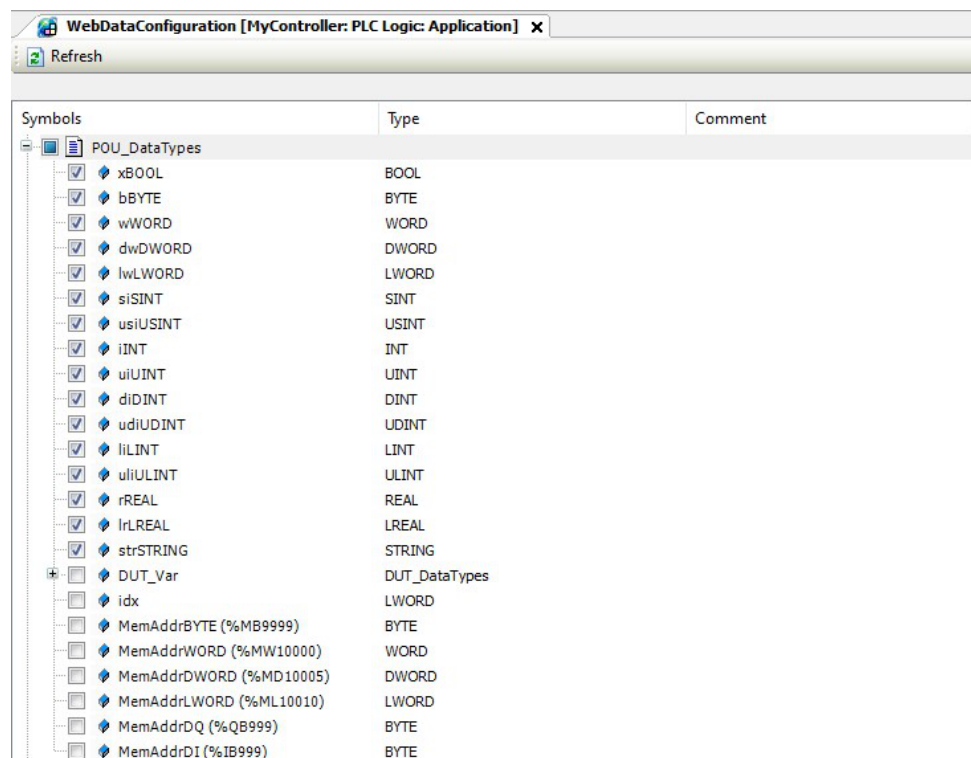 WebDataConfiguration [MyController: PLC Logic: Application] X
Refresh
Symbols Type Comment
POU_DataTypes
xBOOL BOOL
bBYTE BYTE
wWORD WORD
dwDWORD DWORD
lwLWORD LWORD
siSINT SINT
usiUSINT USINT
iINT INT
uiUINT UINT
diDINT DINT
udiUDINT UDINT
liLINT LINT
uliULINT ULINT
rREAL REAL
lrLREAL LREAL
strSTRING STRING
DUT_Var DUT_DataTypes
idx LWORD
MemAddrBYTE (%MB9999) BYTE
MemAddrWORD (%MW10000) WORD
MemAddrDWORD (%MD10005) DWORD
MemAddrLWORD (%ML10010) LWORD
MemAddrDQ (%QB999) BYTE
MemAddrDI (%IB999) BYTE